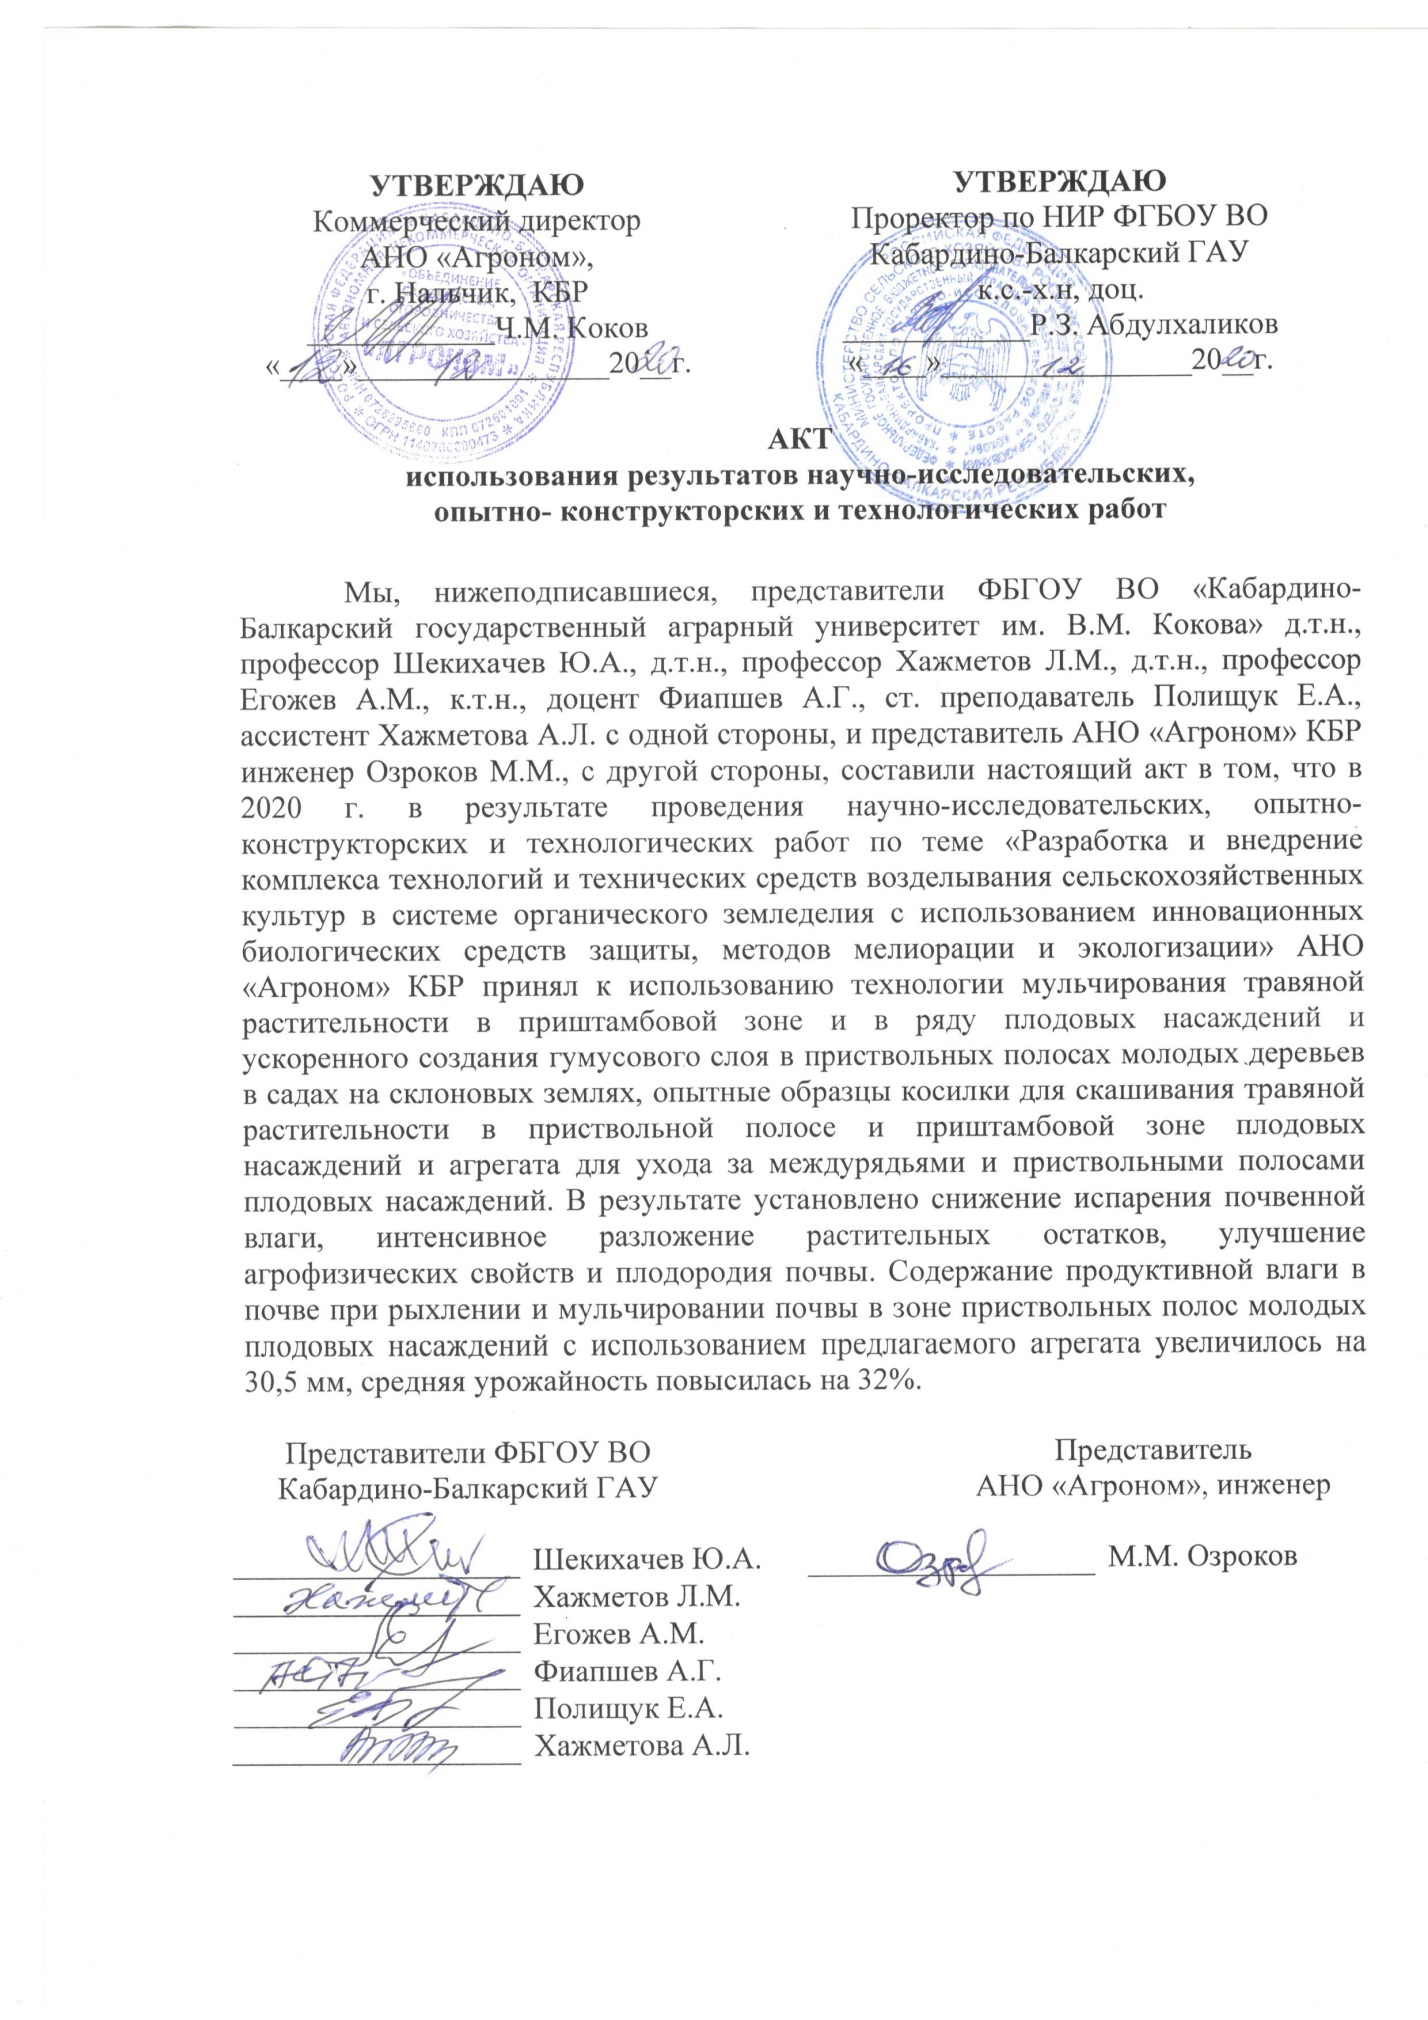 УТВЕРЖДАЮ
Коммерческий директор
АНО «Агроном»,
г. Нальчик, КБР
Ч.М. Коков
«12» 12 2020 г.
УТВЕРЖДАЮ
Проректор по НИР ФГБОУ ВО
Кабардино-Балкарский ГАУ
к.с.-х.н, доц.
Р.З. Абдулхаликов
«16» 12 2020 г.
АКТ
использования результатов научно-исследовательских,
опытно- конструкторских и технологических работ
Мы, нижеподписавшиеся, представители ФБГОУ ВО «Кабардино-
Балкарский государственный аграрный университет им. В.М. Кокова» д.т.н.,
профессор Шекихачев Ю.А., д.т.н., профессор Хажметов Л.М., д.т.н., профессор
Егожев А.М., к.т.н., доцент Фиапшев А.Г., ст. преподаватель Полищук Е.А.,
ассистент Хажметова А.Л. с одной стороны, и представитель АНО «Агроном» КБР
инженер Озроков М.М., с другой стороны, составили настоящий акт в том, что в
2020 г. в результате проведения научно-исследовательских, опытно-
конструкторских и технологических работ по теме «Разработка и внедрение
комплекса технологий и технических средств возделывания сельскохозяйственных
культур в системе органического земледелия с использованием инновационных
биологических средств защиты, методов мелиорации и экологизации» АНО
«Агроном» КБР принял к использованию технологии мульчирования травяной
растительности в приштамбовой зоне и в ряду плодовых насаждений и
ускоренного создания гумусового слоя в приствольных полосах молодых деревьев
в садах на склоновых землях, опытные образцы косилки для скашивания травяной
растительности в приствольной полосе и приштамбовой зоне плодовых
насаждений и агрегата для ухода за междурядьями и приствольными полосами
плодовых насаждений. В результате установлено снижение испарения почвенной
влаги, интенсивное разложение растительных остатков, улучшение
агрофизических свойств и плодородия почвы. Содержание продуктивной влаги в
почве при рыхлении и мульчировании почвы в зоне приствольных полос молодых
плодовых насаждений с использованием предлагаемого агрегата увеличилось на
30,5 мм, средняя урожайность повысилась на 32%.
Представители ФБГОУ ВО
Кабардино-Балкарский ГАУ
Шекихачев Ю.А.
Хажметов Л.М.
Егожев А.М.
Фиапшев А.Г.
Полищук Е.А.
Хажметова А.Л.
Представитель
АНО «Агроном», инженер
М.М. Озроков